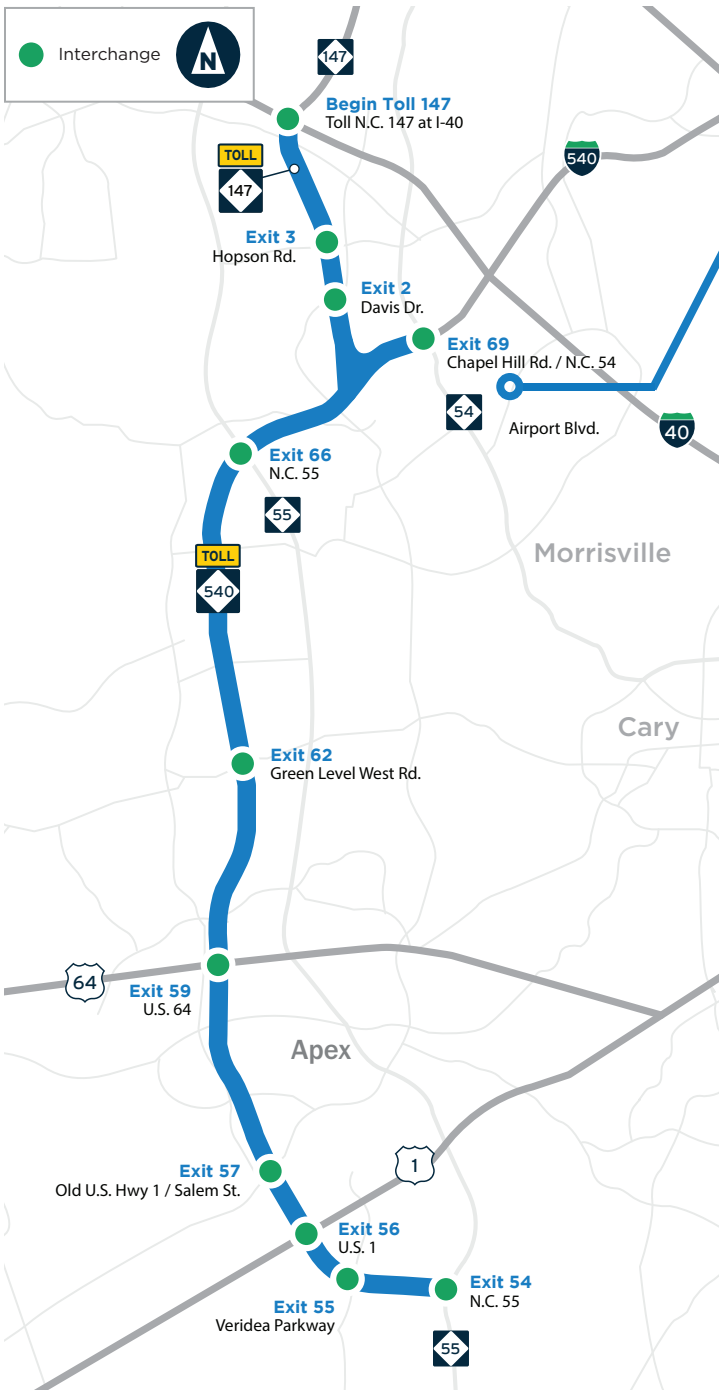 Interchange
N
147
Begin Toll 147
Toll N.C. 147 at I-40
TOLL
147
540
Exit 3
Hopson Rd.
Exit 2
Davis Dr.
Exit 69
Chapel Hill Rd. / N.C. 54
54
Airport Blvd.
40
Exit 66
N.C. 55
55
TOLL
540
Morrisville
Cary
Exit 62
Green Level West Rd.
64
Exit 59
U.S. 64
Apex
1
Exit 57
Old U.S. Hwy 1 / Salem St.
Exit 56
U.S. 1
Exit 55
Veridea Parkway
Exit 54
N.C. 55
55